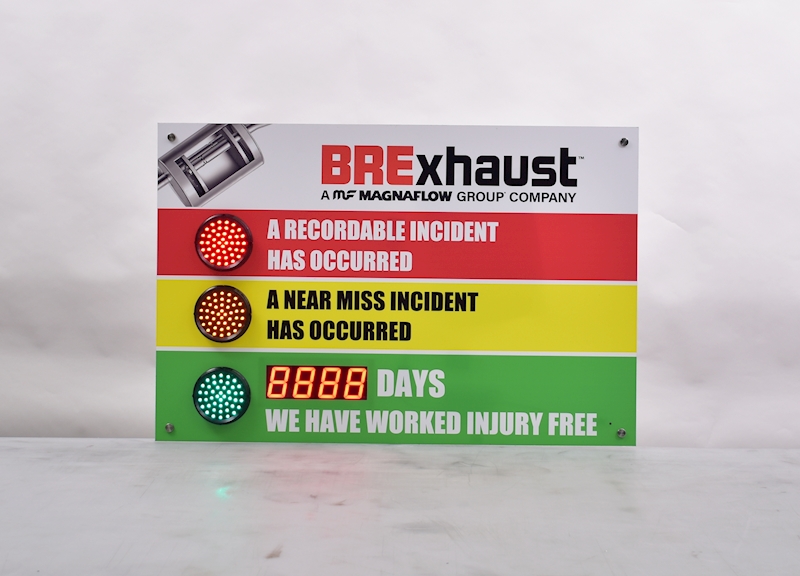 BRExhaust™
A MF MAGNAFLOW GROUP COMPANY
A RECORDABLE INCIDENT
HAS OCCURRED
A NEAR MISS INCIDENT
HAS OCCURRED
8888 DAYS
WE HAVE WORKED INJURY FREE